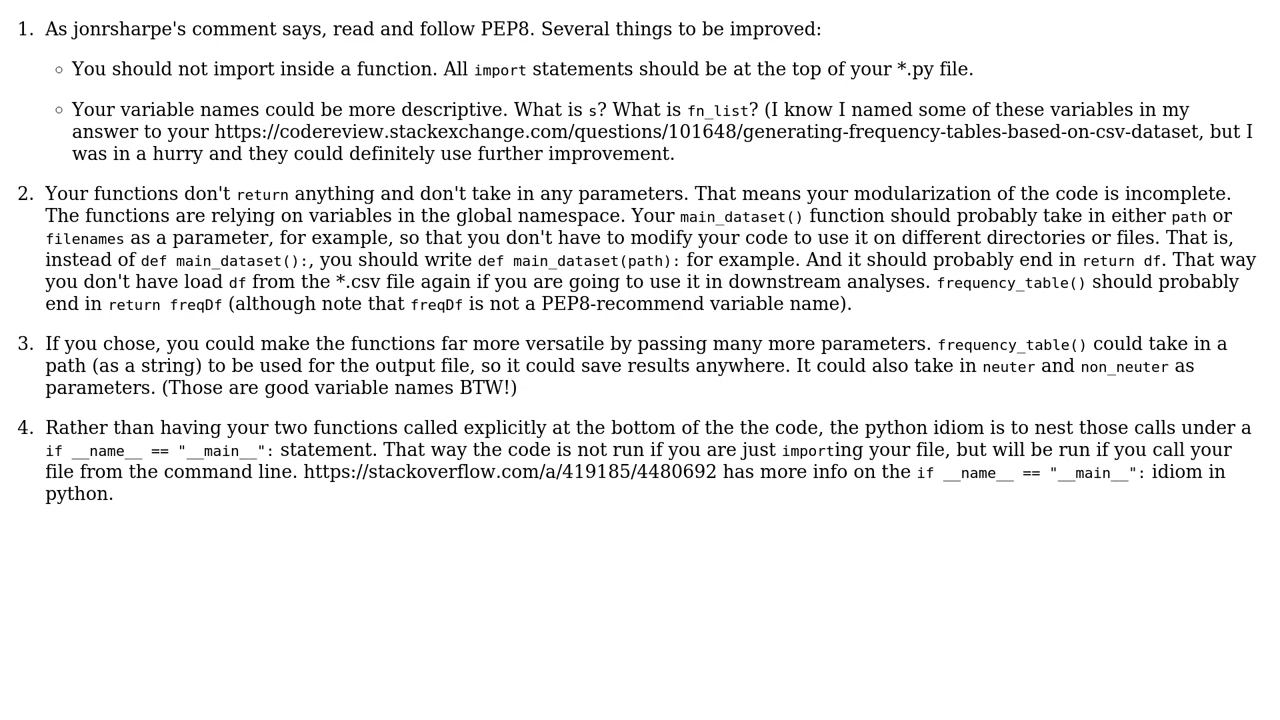 1. As jonrsharpe's comment says, read and follow PEP8. Several things to be improved:
◦ You should not import inside a function. All import statements should be at the top of your *.py file.
◦ Your variable names could be more descriptive. What is s? What is fn_list? (I know I named some of these variables in my
answer to your https://codereview.stackexchange.com/questions/101648/generating-frequency-tables-based-on-csv-dataset, but I
was in a hurry and they could definitely use further improvement.
2. Your functions don't return anything and don't take in any parameters. That means your modularization of the code is incomplete.
The functions are relying on variables in the global namespace. Your main_dataset() function should probably take in either path or
filenames as a parameter, for example, so that you don't have to modify your code to use it on different directories or files. That is,
instead of def main_dataset():, you should write def main_dataset(path): for example. And it should probably end in return df. That way
you don't have load df from the *.csv file again if you are going to use it in downstream analyses. frequency_table() should probably
end in return freqDf (although note that freqDf is not a PEP8-recommend variable name).
3. If you chose, you could make the functions far more versatile by passing many more parameters. frequency_table() could take in a
path (as a string) to be used for the output file, so it could save results anywhere. It could also take in neuter and non_neuter as
parameters. (Those are good variable names BTW!)
4. Rather than having your two functions called explicitly at the bottom of the the code, the python idiom is to nest those calls under a
if __name__ == "__main__": statement. That way the code is not run if you are just importing your file, but will be run if you call your
file from the command line. https://stackoverflow.com/a/419185/4480692 has more info on the if __name__ == "__main__": idiom in
python.